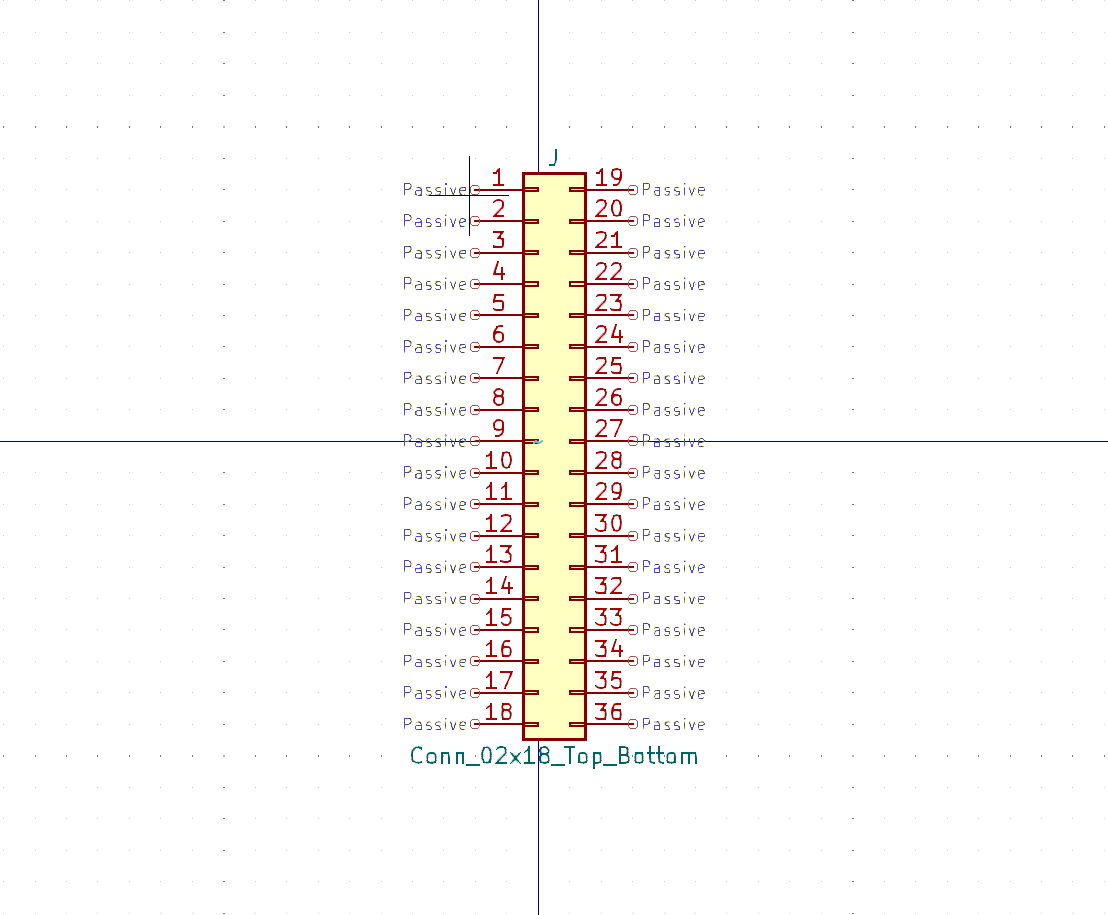 J
Passive 1 19 Passive
Passive 2 20 Passive
Passive 3 21 Passive
Passive 4 22 Passive
Passive 5 23 Passive
Passive 6 24 Passive
Passive 7 25 Passive
Passive 8 26 Passive
Passive 9 27 Passive
Passive 10 28 Passive
Passive 11 29 Passive
Passive 12 30 Passive
Passive 13 31 Passive
Passive 14 32 Passive
Passive 15 33 Passive
Passive 16 34 Passive
Passive 17 35 Passive
Passive 18 36 Passive
Conn_02x18_Top_Bottom